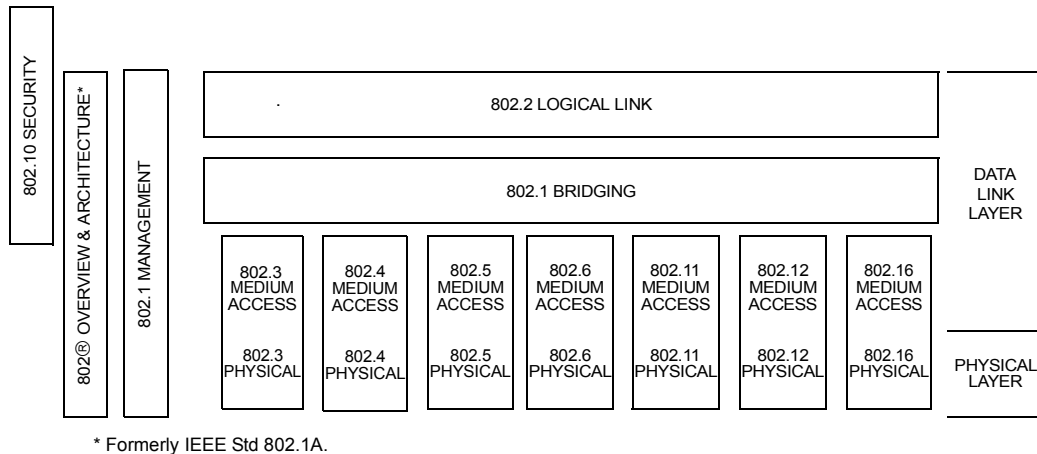 802.10 SECURITY
802® OVERVIEW & ARCHITECTURE*
802.1 MANAGEMENT
802.2 LOGICAL LINK
802.1 BRIDGING
DATA
LINK
LAYER
802.3
MEDIUM
ACCESS
802.3
PHYSICAL
802.4
MEDIUM
ACCESS
802.4
PHYSICAL
802.5
MEDIUM
ACCESS
802.5
PHYSICAL
802.6
MEDIUM
ACCESS
802.6
PHYSICAL
802.11
MEDIUM
ACCESS
802.11
PHYSICAL
802.12
MEDIUM
ACCESS
802.12
PHYSICAL
802.16
MEDIUM
ACCESS
802.16
PHYSICAL
PHYSICAL
LAYER
* Formerly IEEE Std 802.1A.